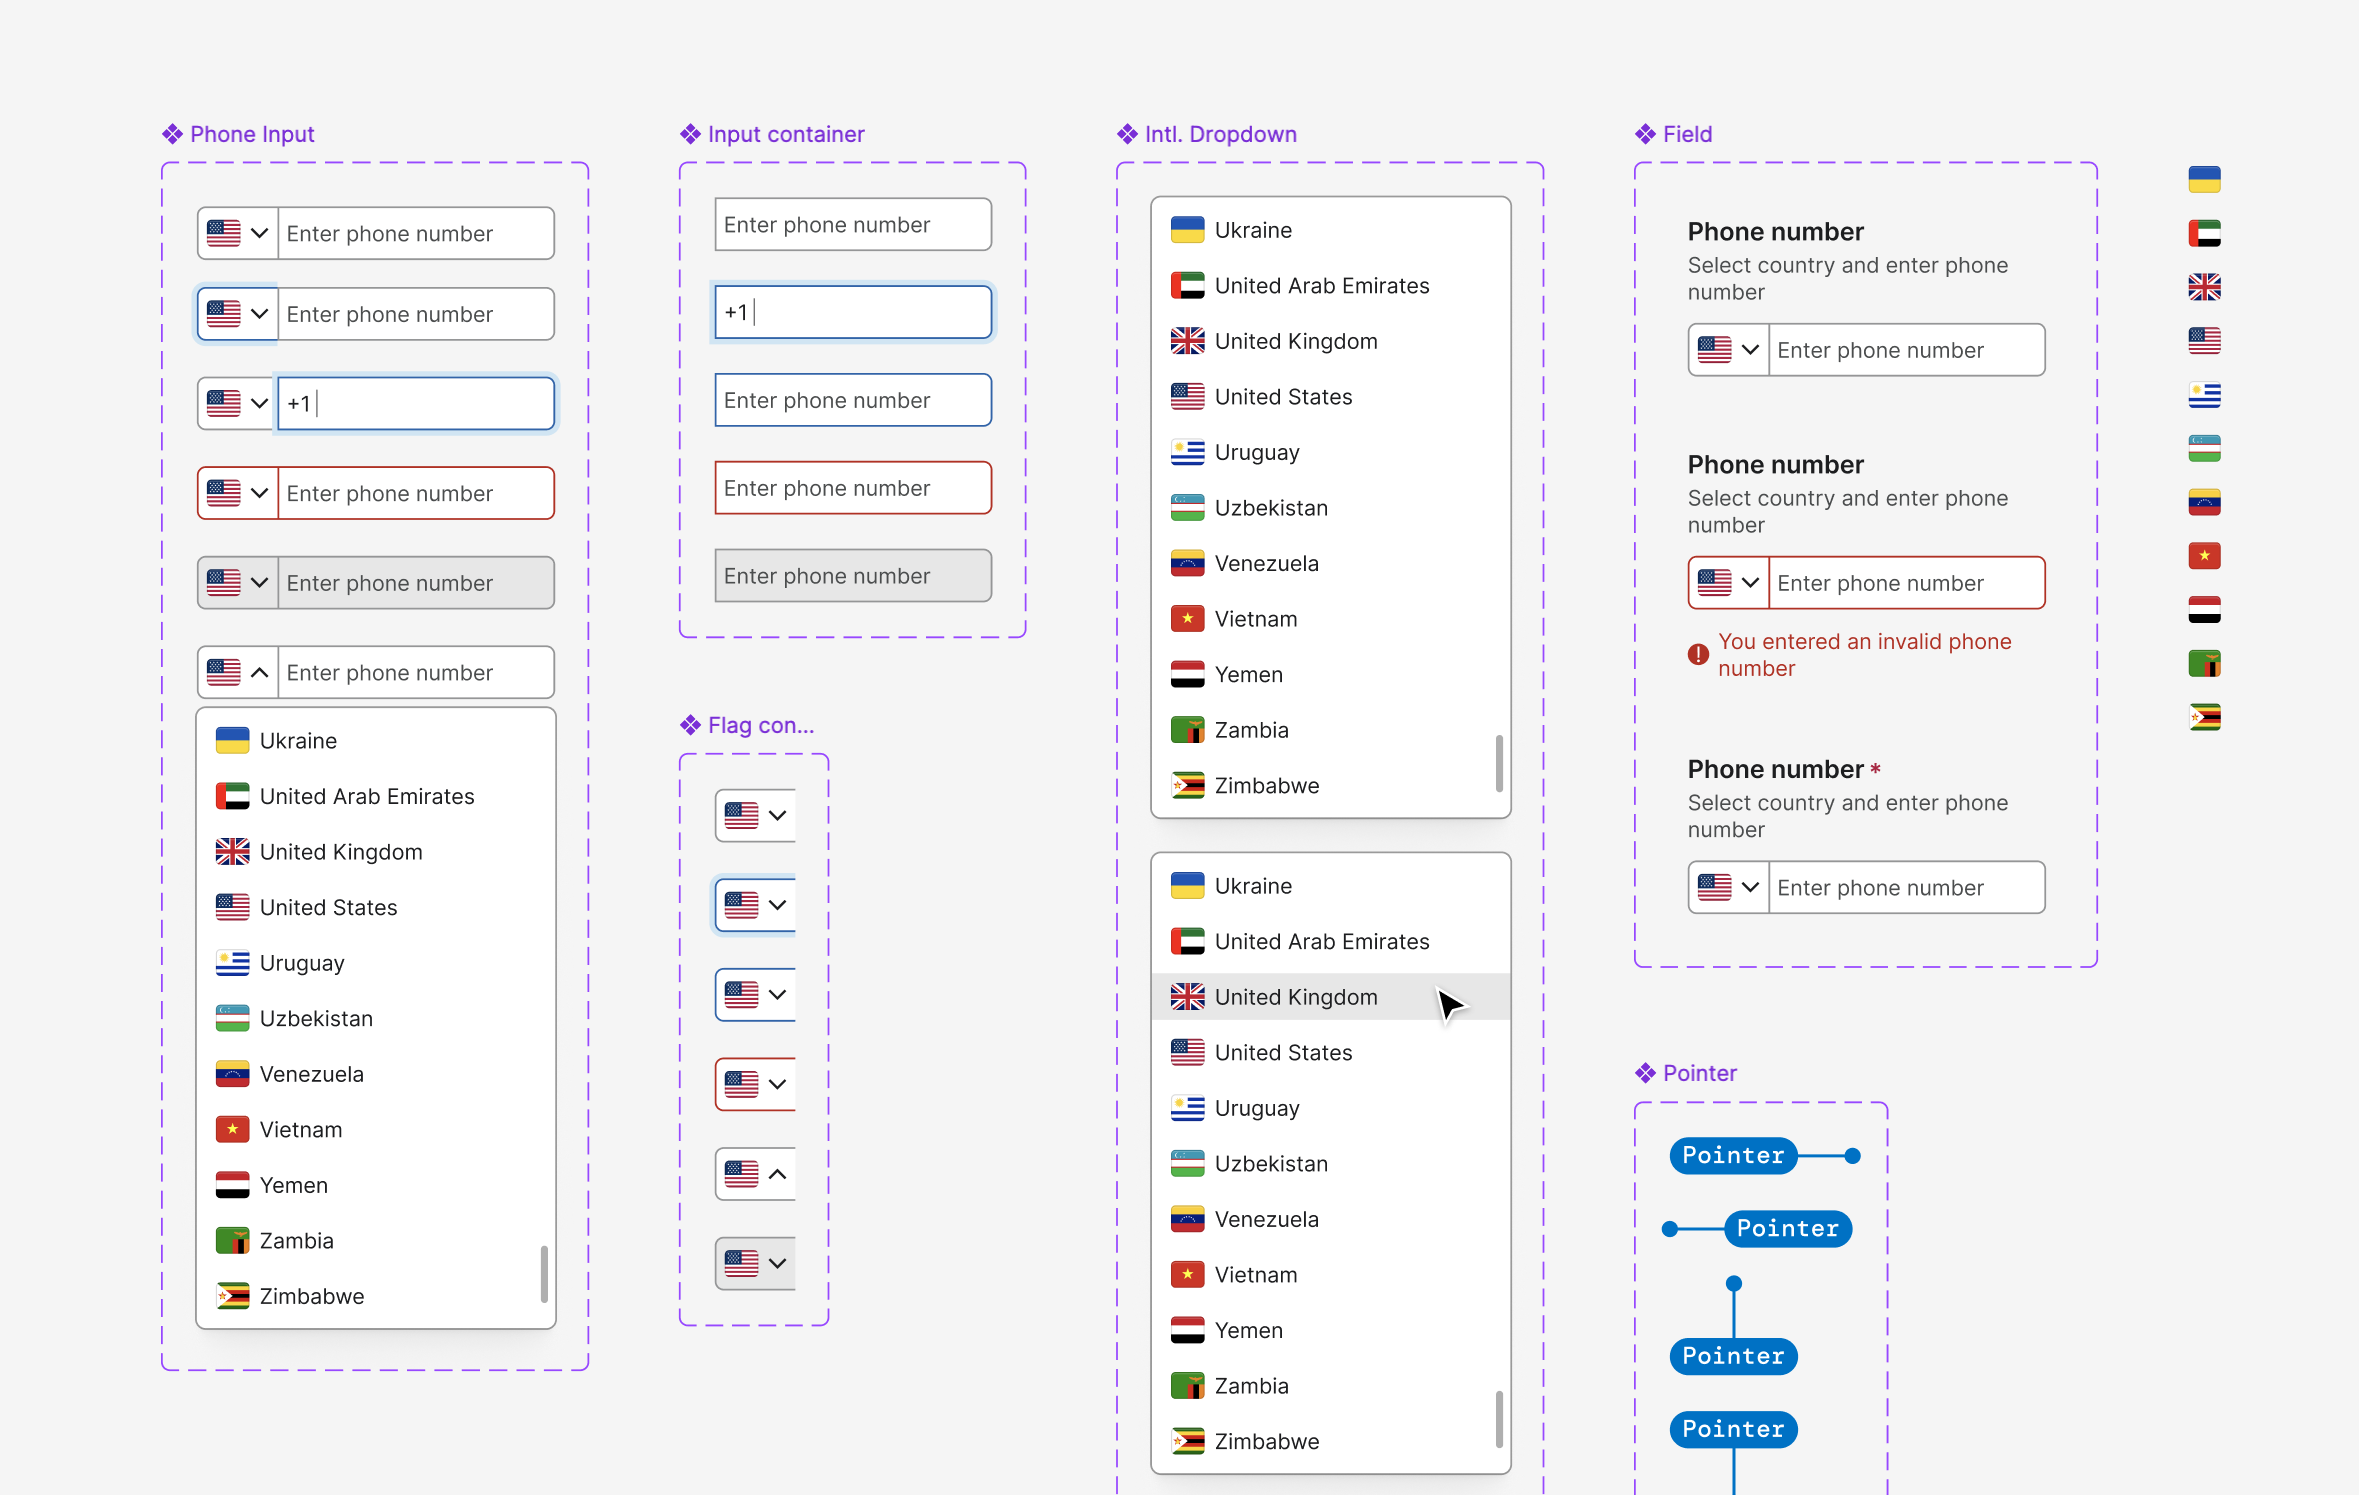 Phone Input
Enter phone number
Enter phone number
+1
Enter phone number
Enter phone number
Enter phone number
Ukraine
United Arab Emirates
United Kingdom
United States
Uruguay
Uzbekistan
Venezuela
Vietnam
Yemen
Zambia
Zimbabwe
Input container
Enter phone number
+1
Enter phone number
Enter phone number
Enter phone number
Flag con...
Intl. Dropdown
Ukraine
United Arab Emirates
United Kingdom
United States
Uruguay
Uzbekistan
Venezuela
Vietnam
Yemen
Zambia
Zimbabwe
Ukraine
United Arab Emirates
United Kingdom
United States
Uruguay
Uzbekistan
Venezuela
Vietnam
Yemen
Zambia
Zimbabwe
Field
Phone number
Select country and enter phone
number
Enter phone number
Phone number
Select country and enter phone
number
Enter phone number
You entered an invalid phone
number
Phone number *
Select country and enter phone
number
Enter phone number
Pointer
Pointer
Pointer
Pointer
Pointer